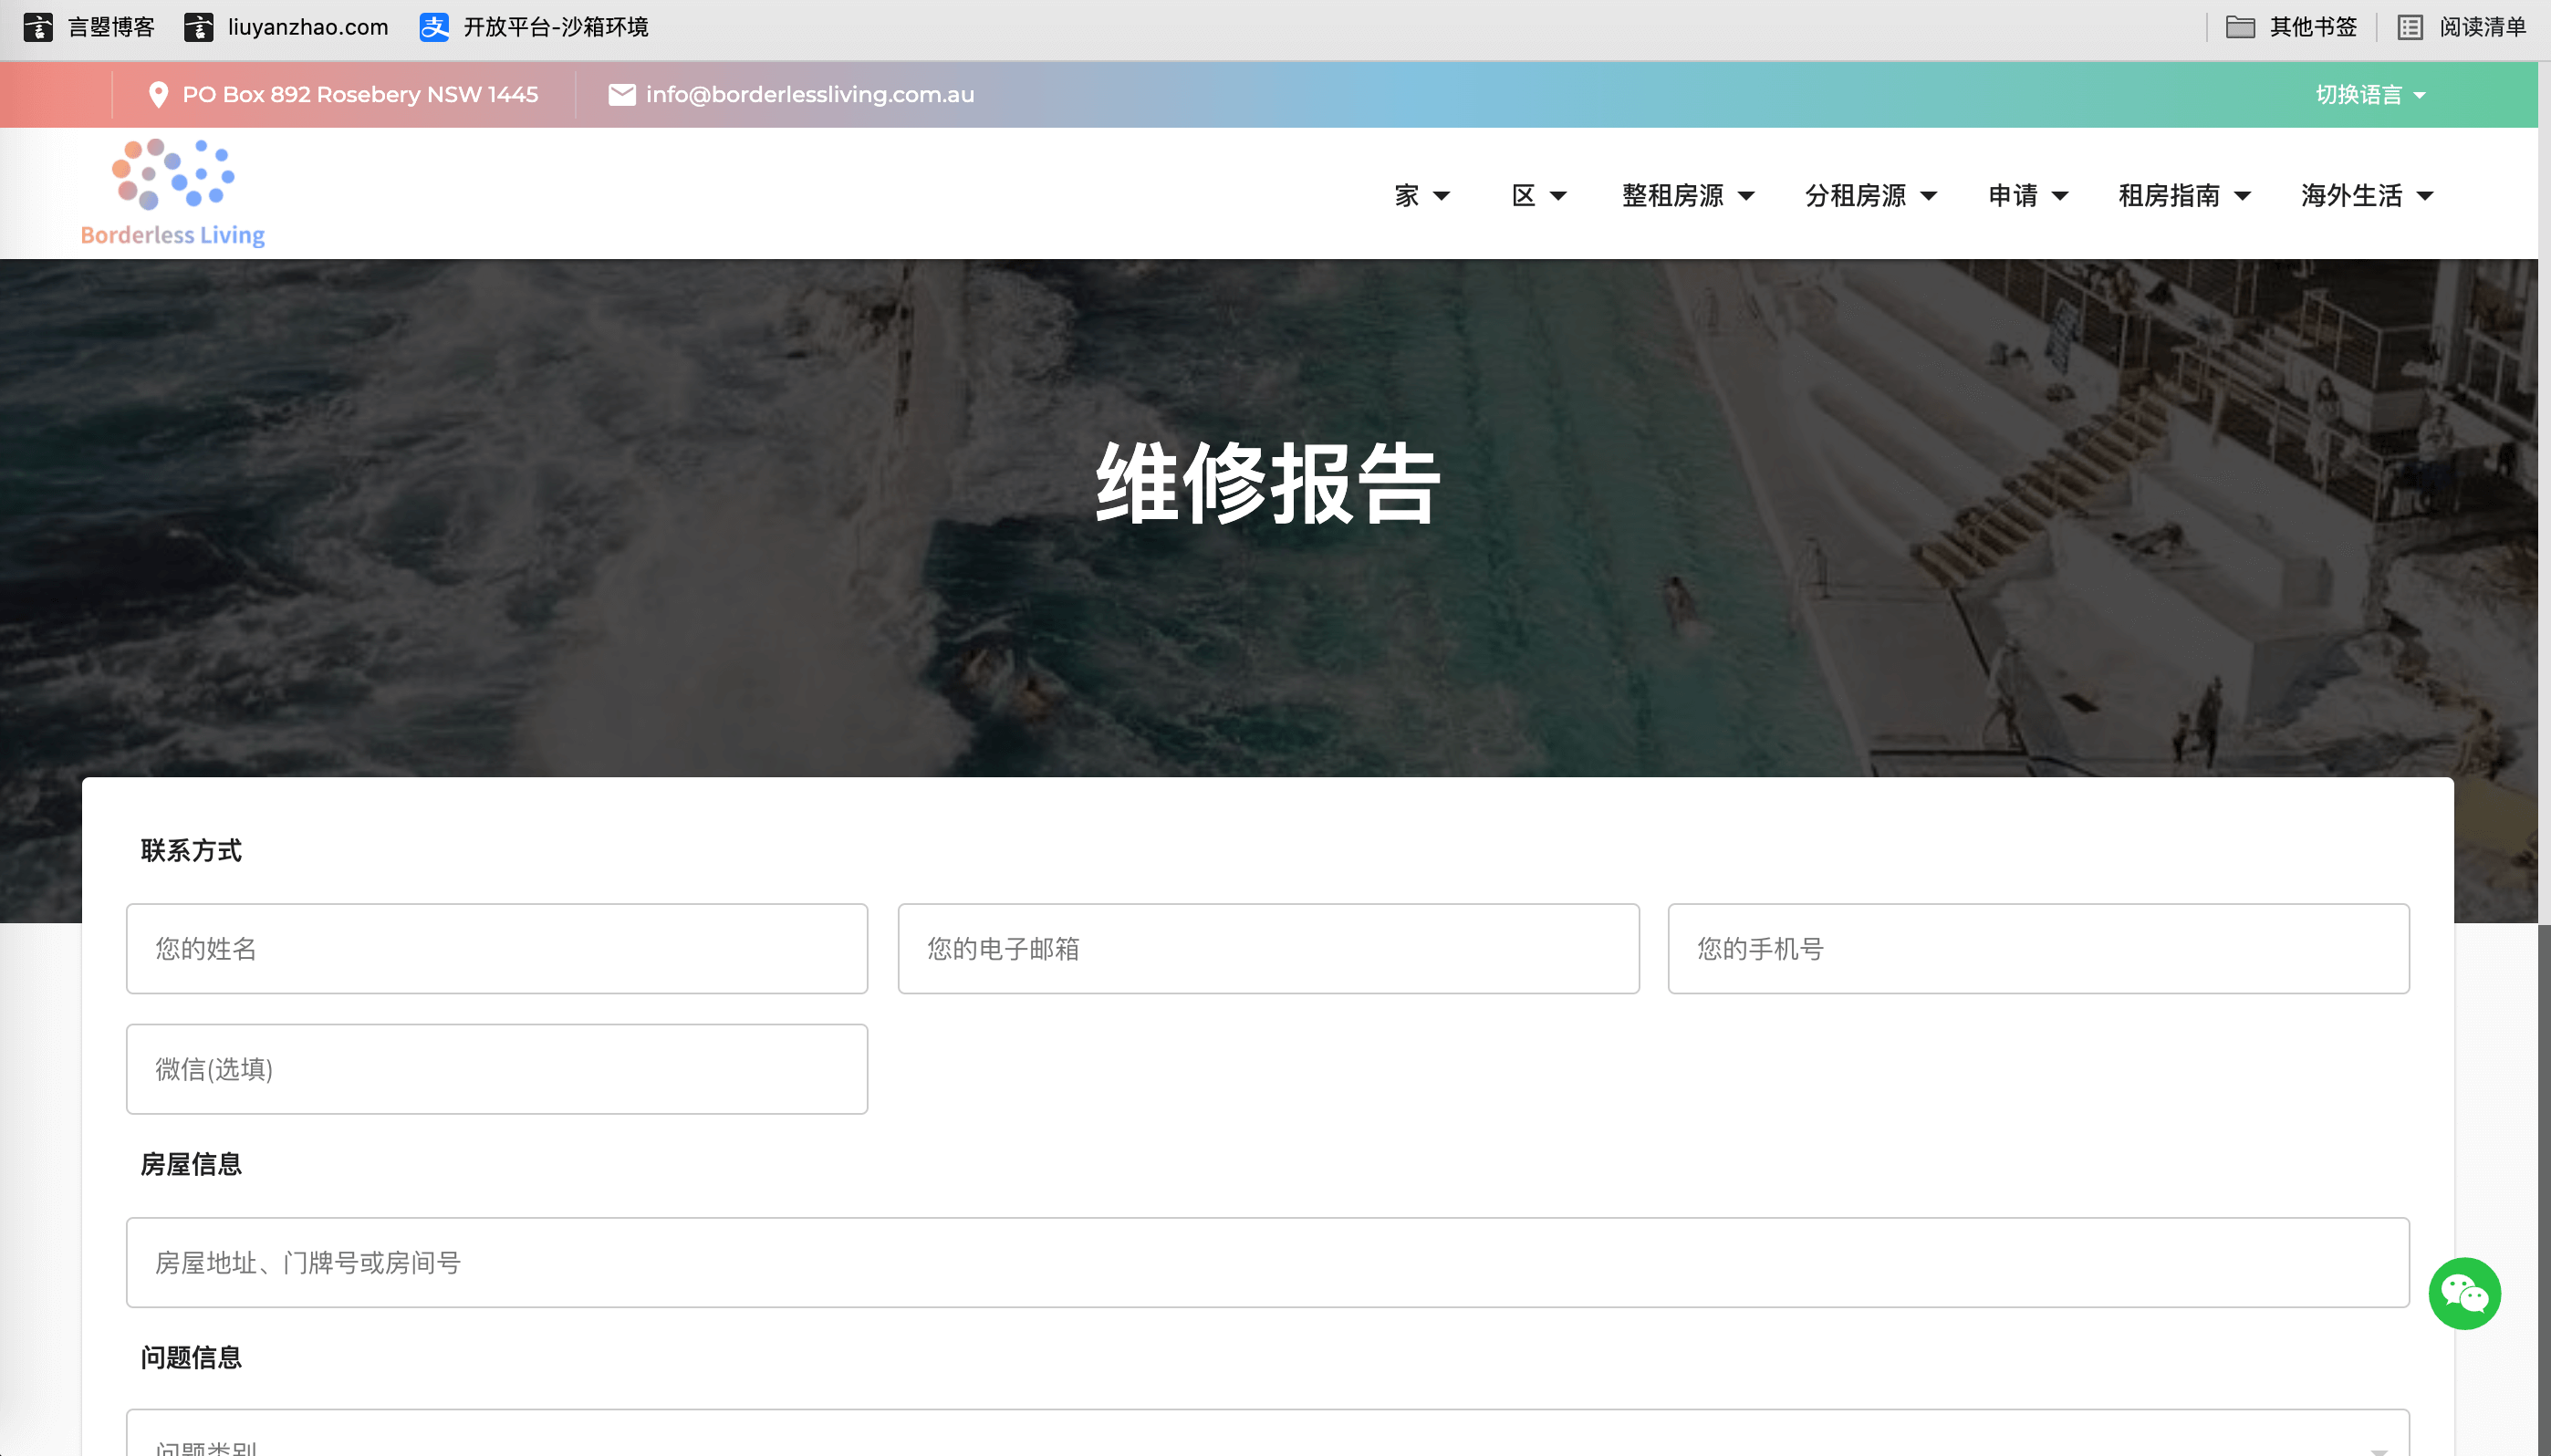 言曌博客
liuyanzhao.com
开放平台-沙箱环境
其他书签
阅读清单
PO Box 892 Rosebery NSW 1445
info@borderlessliving.com.au
切换语言
Borderless Living
家
区
整租房源
分租房源
申请
租房指南
海外生活
维修报告
联系方式
您的姓名
您的电子邮箱
您的手机号
微信(选填)
房屋信息
房屋地址、门牌号或房间号
问题信息
问题类别